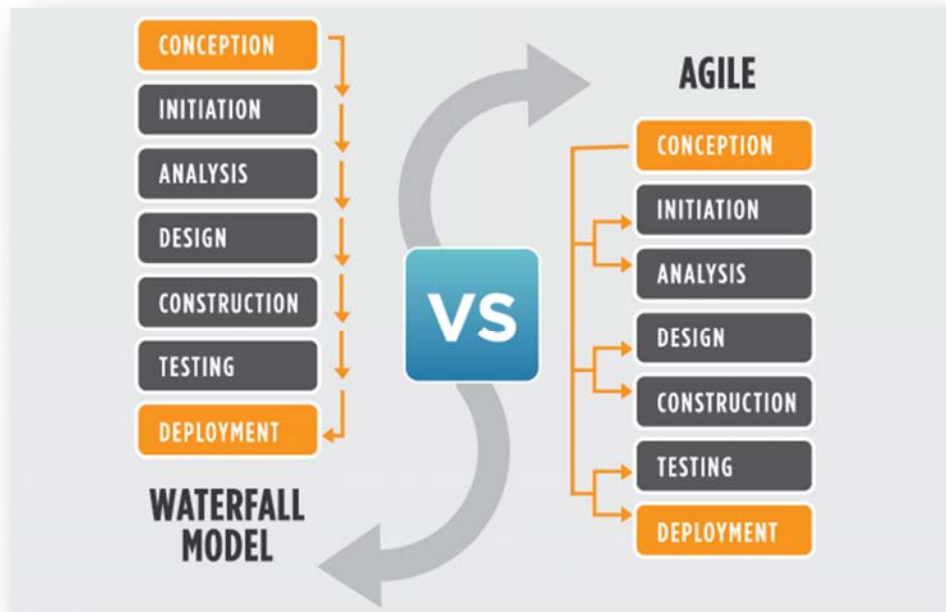 CONCEPTION
INITIATION
ANALYSIS
DESIGN
CONSTRUCTION
TESTING
DEPLOYMENT
WATERFALL
MODEL
VS
AGILE
CONCEPTION
INITIATION
ANALYSIS
DESIGN
CONSTRUCTION
TESTING
DEPLOYMENT